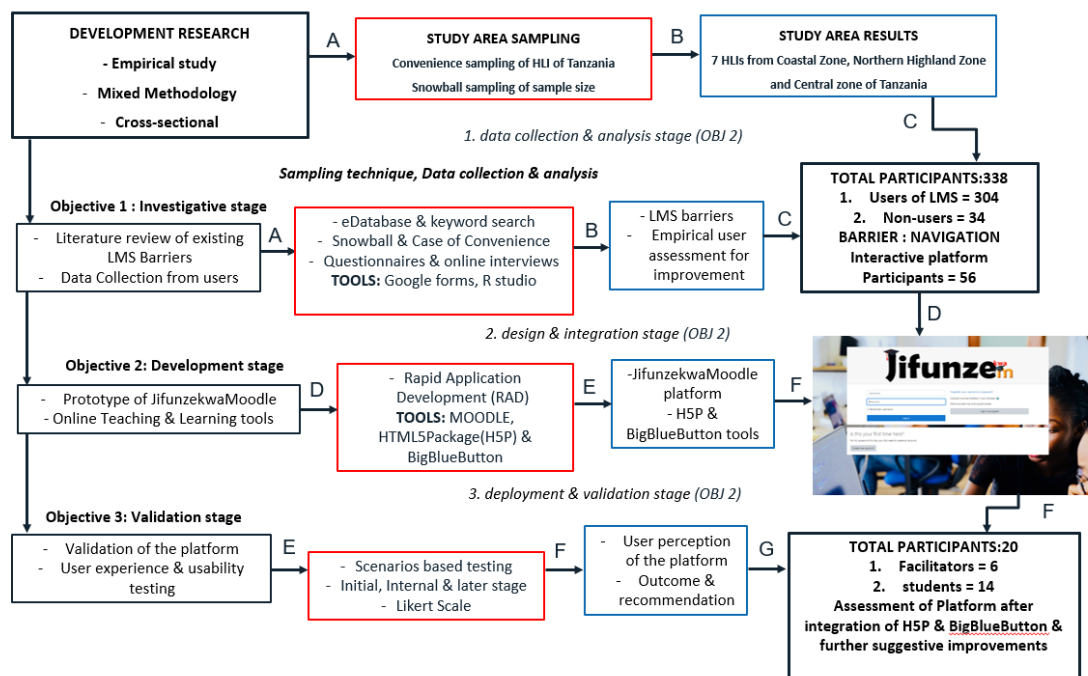 DEVELOPMENT RESEARCH
- Empirical study
- Mixed Methodology
- Cross-sectional
A
STUDY AREA SAMPLING
Convenience sampling of HLI of Tanzania
Snowball sampling of sample size
B
STUDY AREA RESULTS
7 HLIs from Coastal Zone, Northern Highland Zone
and Central zone of Tanzania
C
1. data collection & analysis stage (OBJ 2)
Sampling technique, Data collection & analysis
Objective 1 : Investigative stage
- Literature review of existing
LMS Barriers
- Data Collection from users
A
- eDatabase & keyword search
- Snowball & Case of Convenience
- Questionnaires & online interviews
TOOLS: Google forms, R studio
B
- LMS barriers
- Empirical user
assessment for
improvement
C
TOTAL PARTICIPANTS:338
1. Users of LMS = 304
2. Non-users = 34
BARRIER : NAVIGATION
Interactive platform
Participants = 56
D
2. design & integration stage (OBJ 2)
Objective 2: Development stage
- Prototype of JifunzekwaMoodle
- Online Teaching & Learning tools
D
- Rapid Application
Development (RAD)
TOOLS: MOODLE,
HTML5Package(H5P) &
BigBlueButton
E
-JifunzekwaMoodle
platform
- H5P &
BigBlueButton tools
F
Jifunze
Is this your first time here?
F
3. deployment & validation stage (OBJ 2)
Objective 3: Validation stage
- Validation of the platform
- User experience & usability
testing
E
- Scenarios based testing
- Initial, Internal & later stage
- Likert Scale
F
- User perception
of the platform
- Outcome &
recommendation
G
TOTAL PARTICIPANTS:20
1. Facilitators = 6
2. students = 14
Assessment of Platform after
integration of H5P & BigBlueButton &
further suggestive improvements